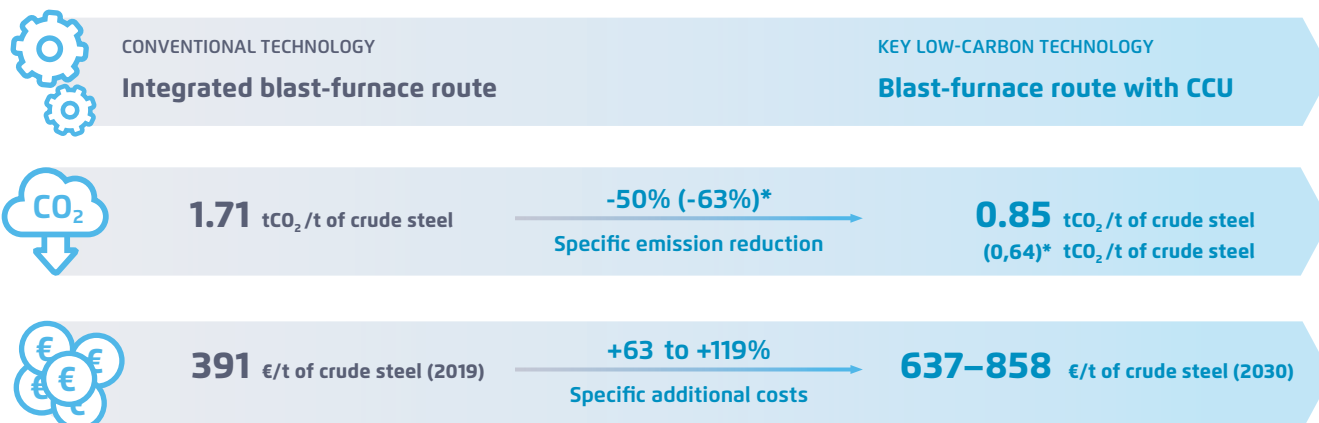 CONVENTIONAL TECHNOLOGY
Integrated blast-furnace route
KEY LOW-CARBON TECHNOLOGY
Blast-furnace route with CCU
CO₂
1.71 tCO₂/t of crude steel
-50% (-63%)*
Specific emission reduction
0.85 tCO₂/t of crude steel
(0,64)* tCO₂/t of crude steel
€ € € € €
391 €/t of crude steel (2019)
+63 to +119%
Specific additional costs
637–858 €/t of crude steel (2030)